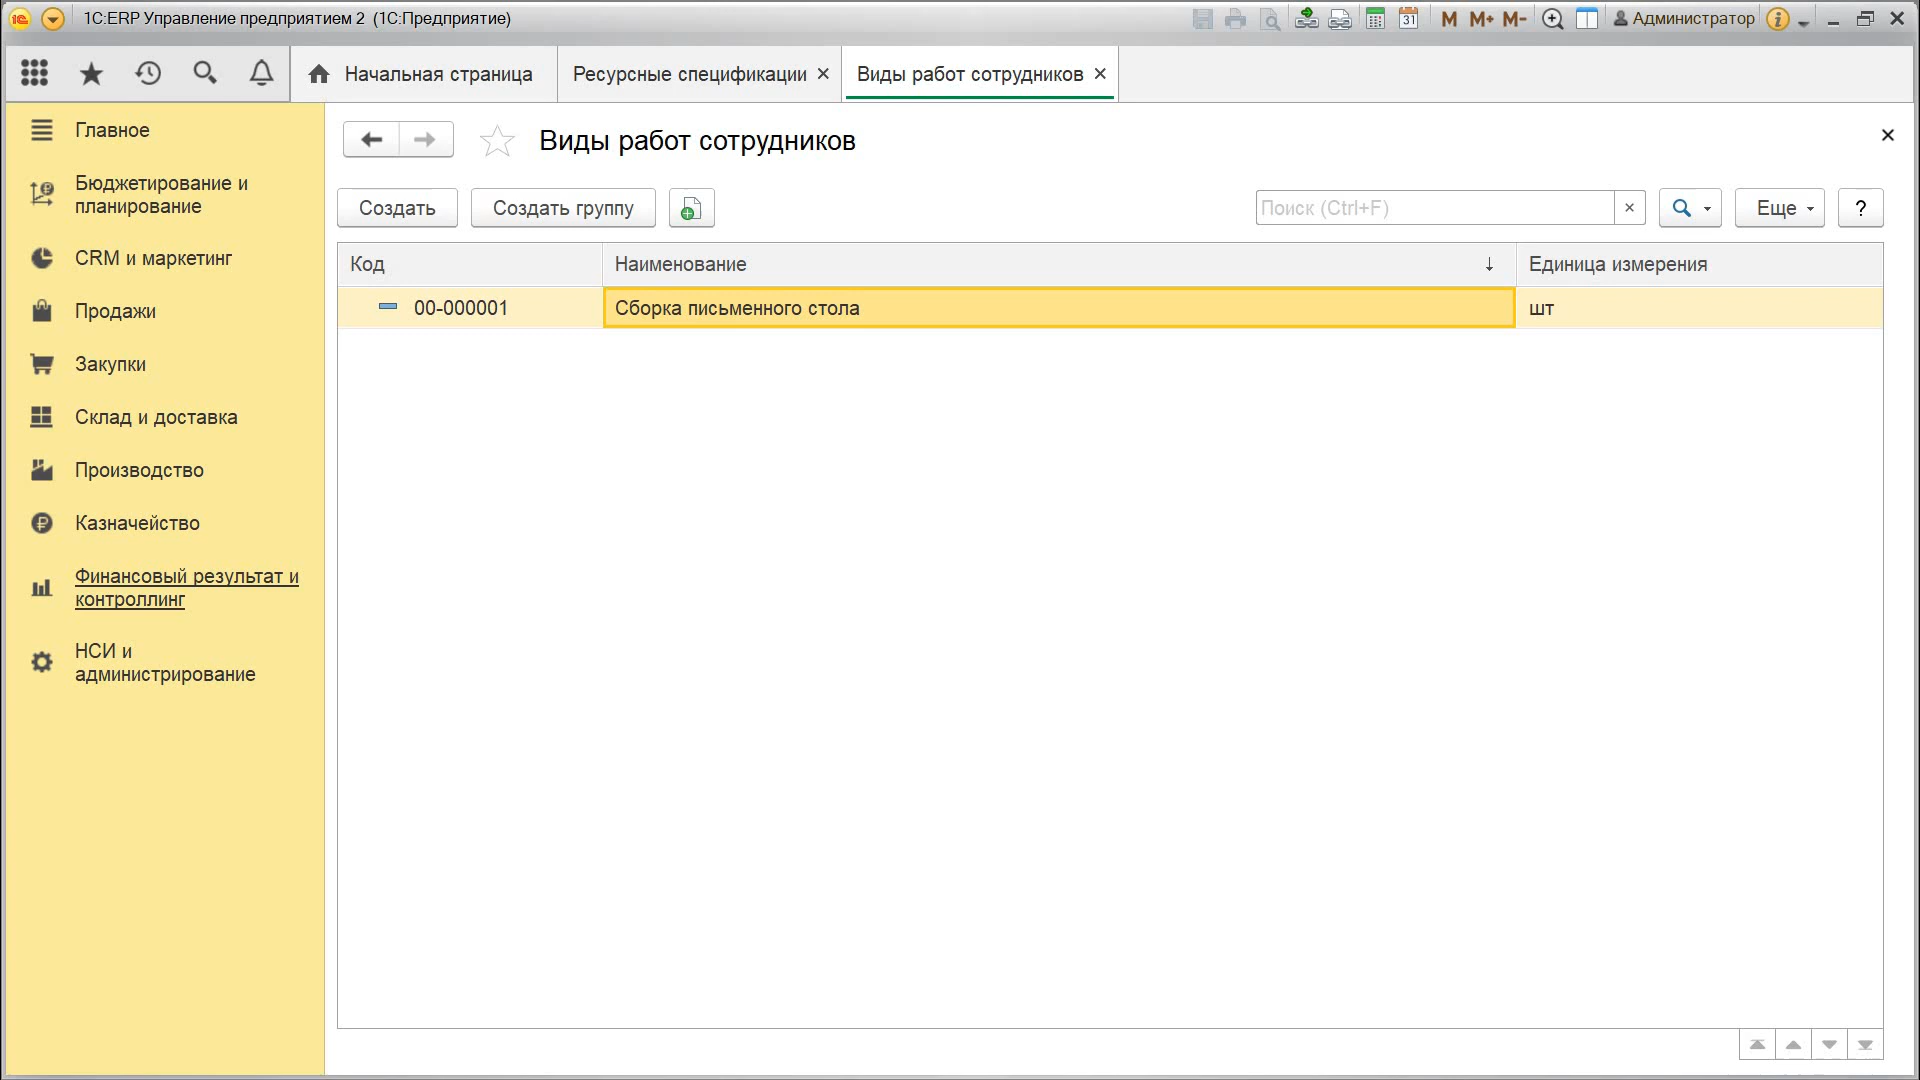 1С:ERP Управление предприятием 2 (1С:Предприятие)
31
M M+ M-
Администратор
Начальная страница
Ресурсные спецификации
Виды работ сотрудников
Главное
Бюджетирование и
планирование
CRM и маркетинг
Продажи
Закупки
Склад и доставка
Производство
Казначейство
Финансовый результат и
контроллинг
НСИ и
администрирование
Виды работ сотрудников
Создать
Создать группу
Поиск (Ctrl+F)
Еще
?
Код
Наименование
Единица измерения
00-000001
Сборка письменного стола
шт